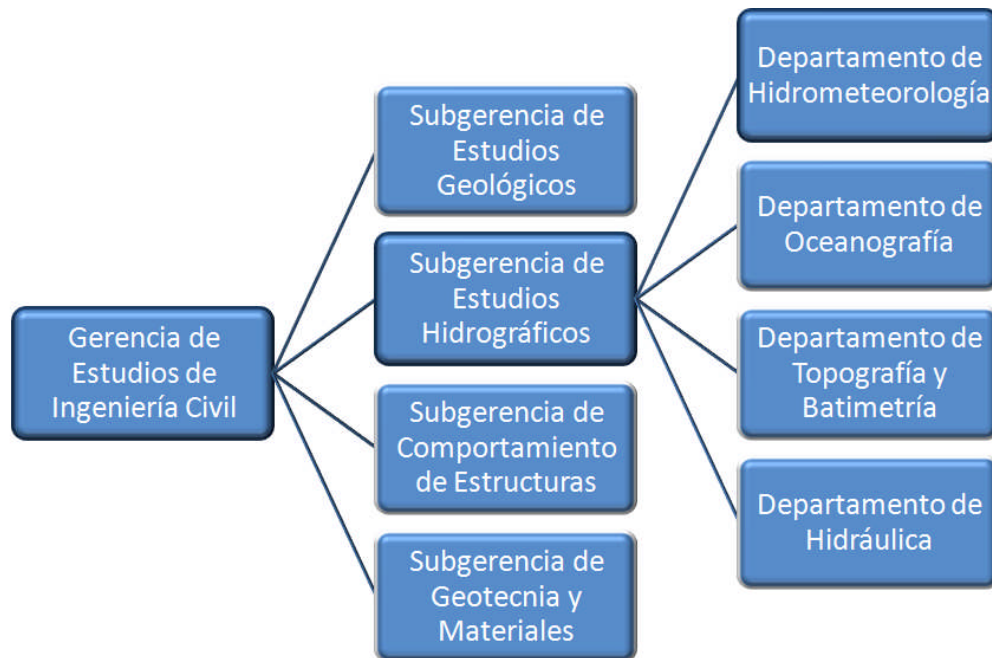 Gerencia de
Estudios de
Ingeniería Civil
Subgerencia de
Estudios
Geológicos
Subgerencia de
Estudios
Hidrográficos
Subgerencia de
Comportamiento
de Estructuras
Subgerencia de
Geotecnia y
Materiales
Departamento de
Hidrometeorología
Departamento de
Oceanografía
Departamento de
Topografía y
Batimetría
Departamento de
Hidráulica